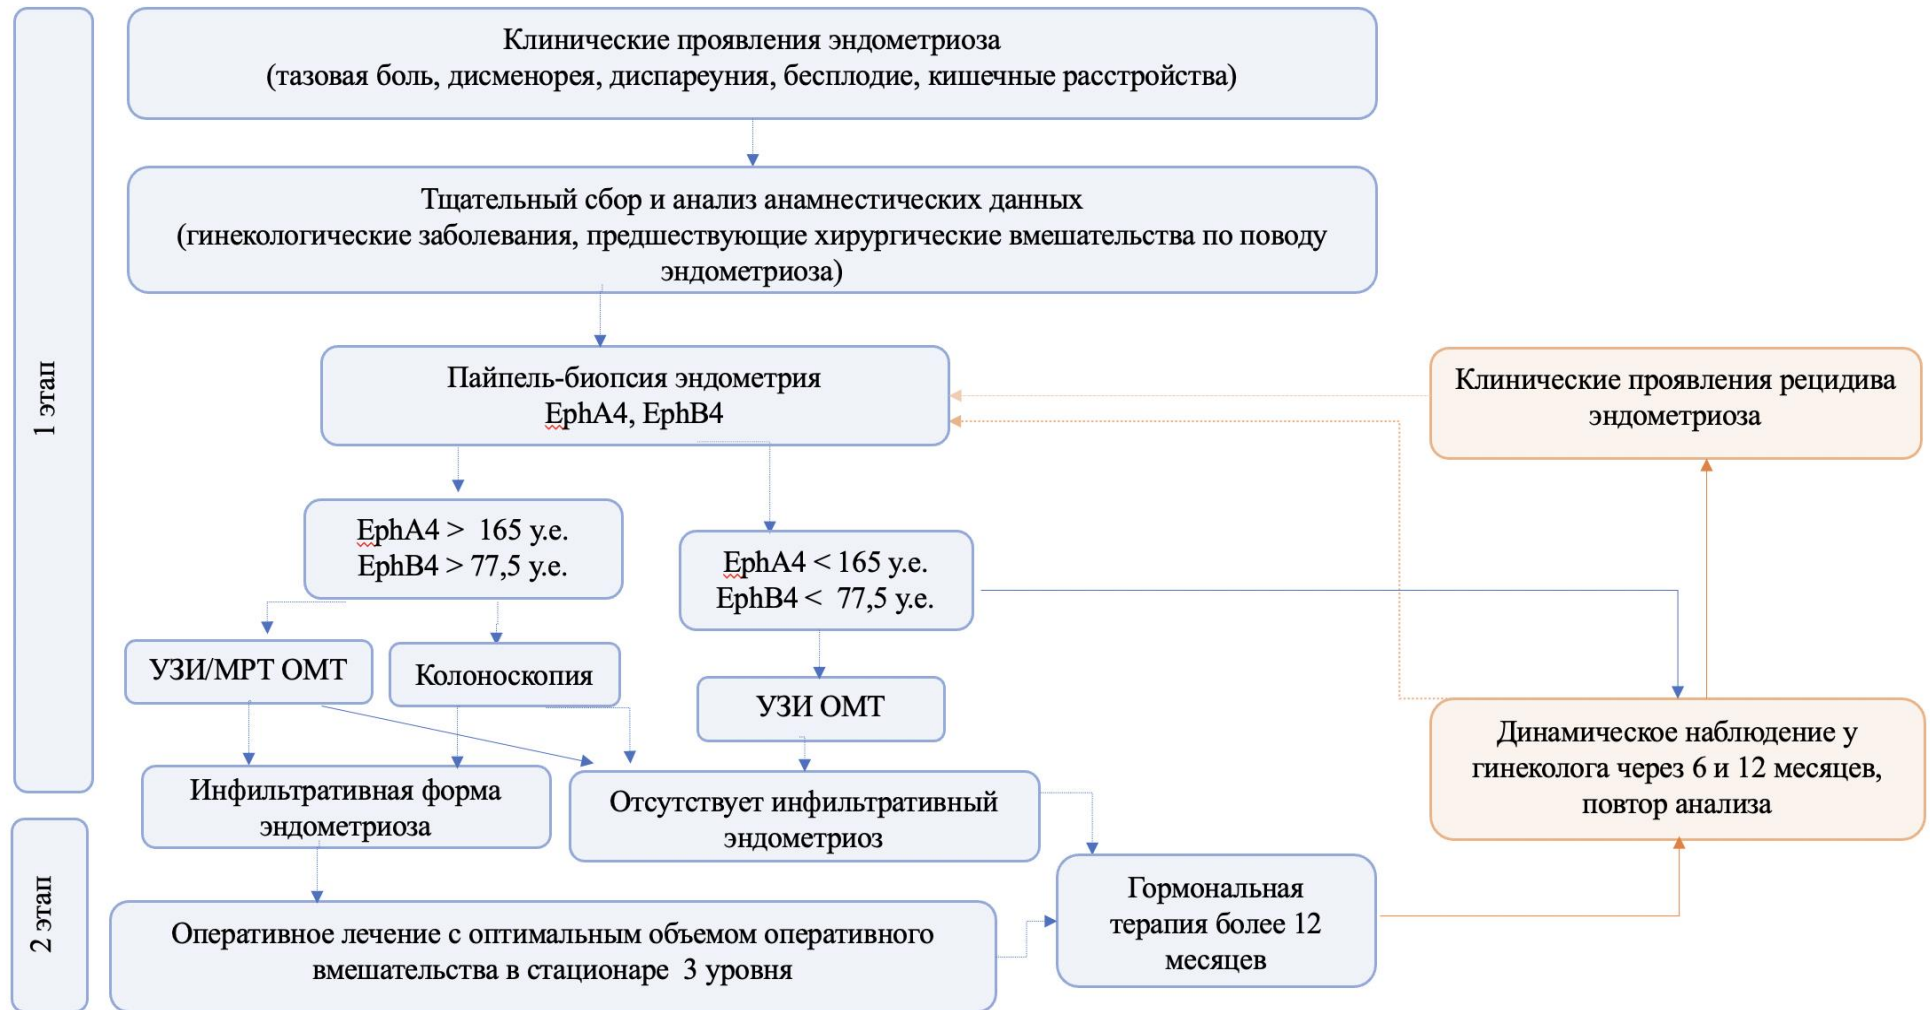 1 этап
Клинические проявления эндометриоза
(тазовая боль, дисменорея, диспареуния, бесплодие, кишечные расстройства)
Тщательный сбор и анализ анамнестических данных
(гинекологические заболевания, предшествующие хирургические вмешательства по поводу
эндометриоза)
Пайпель-биопсия эндометрия
EphA4, EphB4
Клинические проявления рецидива
эндометриоза
EphA4 > 165 у.е.
EphB4 > 77,5 у.е.
EphA4 < 165 у.е.
EphB4 < 77,5 у.е.
УЗИ/МРТ ОМТ
Колоноскопия
УЗИ ОМТ
Динамическое наблюдение у
гинеколога через 6 и 12 месяцев,
повтор анализа
Инфильтративная форма
эндометриоза
Отсутствует инфильтративный
эндометриоз
2 этап
Оперативное лечение с оптимальным объемом оперативного
вмешательства в стационаре 3 уровня
Гормональная
терапия более 12
месяцев